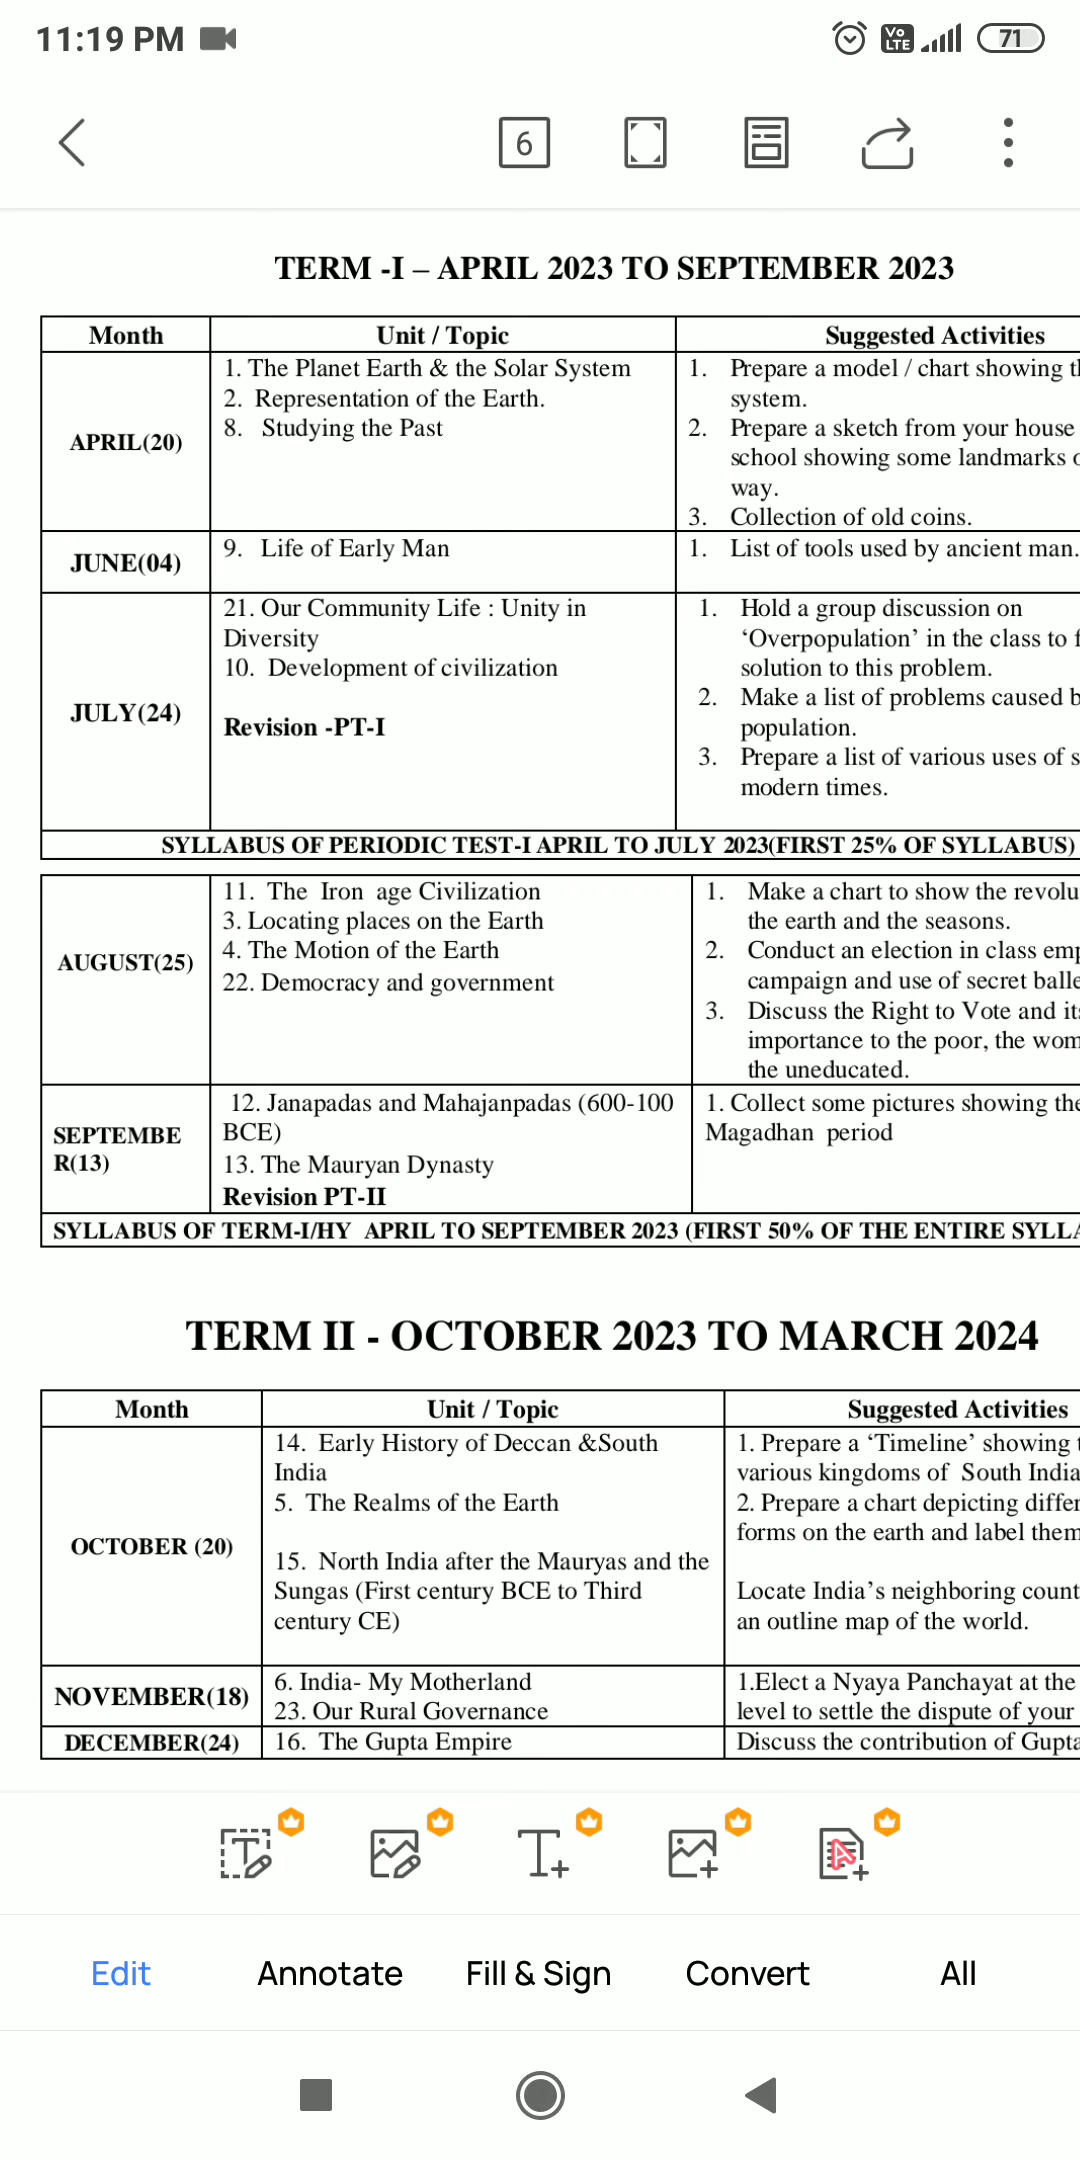 11:19 PM
Vo LTE
71
6
TERM -I – APRIL 2023 TO SEPTEMBER 2023
Month Unit / Topic Suggested Activities
APRIL(20)
1. The Planet Earth & the Solar System
2. Representation of the Earth.
8. Studying the Past
1. Prepare a model / chart showing
system.
2. Prepare a sketch from your house
school showing some landmarks
way.
3. Collection of old coins.
JUNE(04)
9. Life of Early Man
1. List of tools used by ancient man.
JULY(24)
21. Our Community Life : Unity in
Diversity
10. Development of civilization
Revision -PT-I
1. Hold a group discussion on
‘Overpopulation’ in the class to
solution to this problem.
2. Make a list of problems caused
population.
3. Prepare a list of various uses of
modern times.
SYLLABUS OF PERIODIC TEST-I APRIL TO JULY 2023(FIRST 25% OF SYLLABUS)
AUGUST(25)
11. The Iron age Civilization
3. Locating places on the Earth
4. The Motion of the Earth
22. Democracy and government
1. Make a chart to show the revolu
the earth and the seasons.
2. Conduct an election in class emp
campaign and use of secret balle
3. Discuss the Right to Vote and its
importance to the poor, the wom
the uneducated.
SEPTEMBE
R(13)
12. Janapadas and Mahajanpadas (600-100
BCE)
13. The Mauryan Dynasty
Revision PT-II
1. Collect some pictures showing the
Magadhan period
SYLLABUS OF TERM-I/HY APRIL TO SEPTEMBER 2023 (FIRST 50% OF THE ENTIRE SYLLA
TERM II - OCTOBER 2023 TO MARCH 2024
Month Unit / Topic Suggested Activities
OCTOBER (20)
14. Early History of Deccan &South
India
5. The Realms of the Earth
15. North India after the Mauryas and the
Sungas (First century BCE to Third
century CE)
1. Prepare a ‘Timeline’ showing
various kingdoms of South India
2. Prepare a chart depicting differ
forms on the earth and label them
Locate India’s neighboring count
an outline map of the world.
NOVEMBER(18)
6. India- My Motherland
23. Our Rural Governance
1.Elect a Nyaya Panchayat at the
level to settle the dispute of your
DECEMBER(24)
16. The Gupta Empire
Discuss the contribution of Gupta
Edit Annotate Fill & Sign Convert All